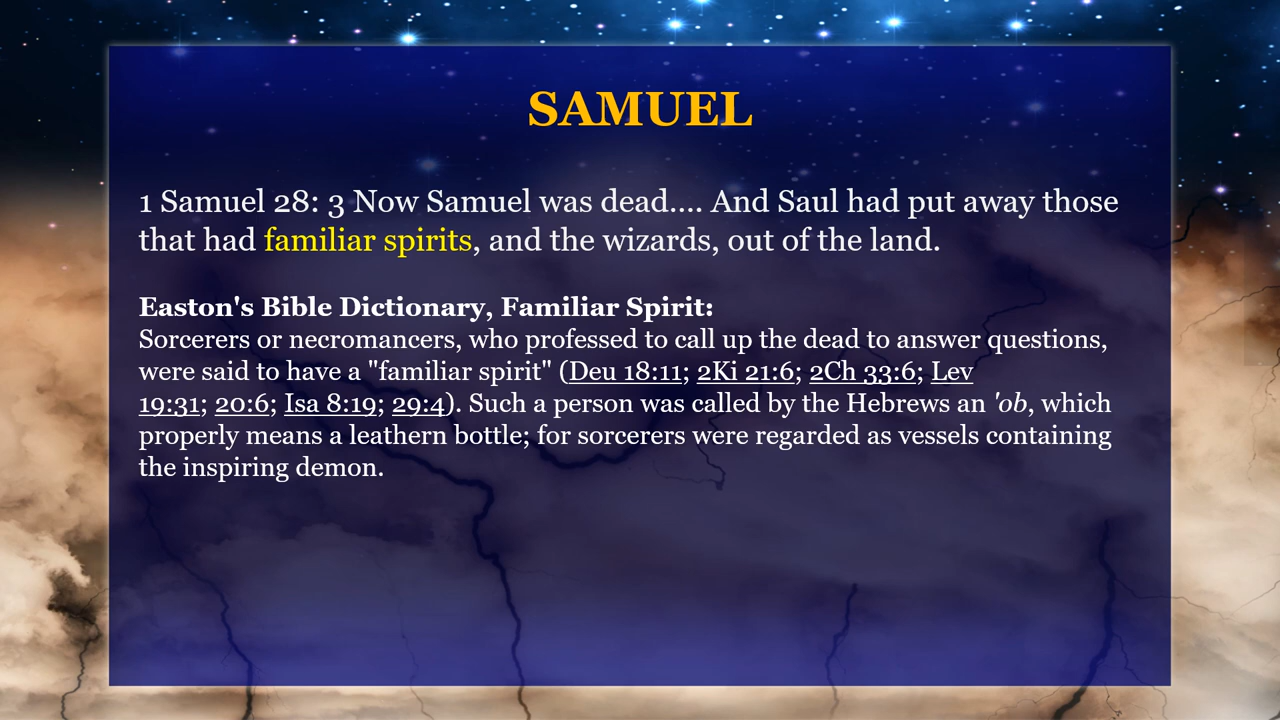 SAMUEL
1 Samuel 28: 3 Now Samuel was dead.... And Saul had put away those
that had familiar spirits, and the wizards, out of the land.
Easton's Bible Dictionary, Familiar Spirit:
Sorcerers or necromancers, who professed to call up the dead to answer questions,
were said to have a "familiar spirit" (Deu 18:11; 2Ki 21:6; 2Ch 33:6; Lev
19:31; 20:6; Isa 8:19; 29:4). Such a person was called by the Hebrews an 'ob, which
properly means a leathern bottle; for sorcerers were regarded as vessels containing
the inspiring demon.